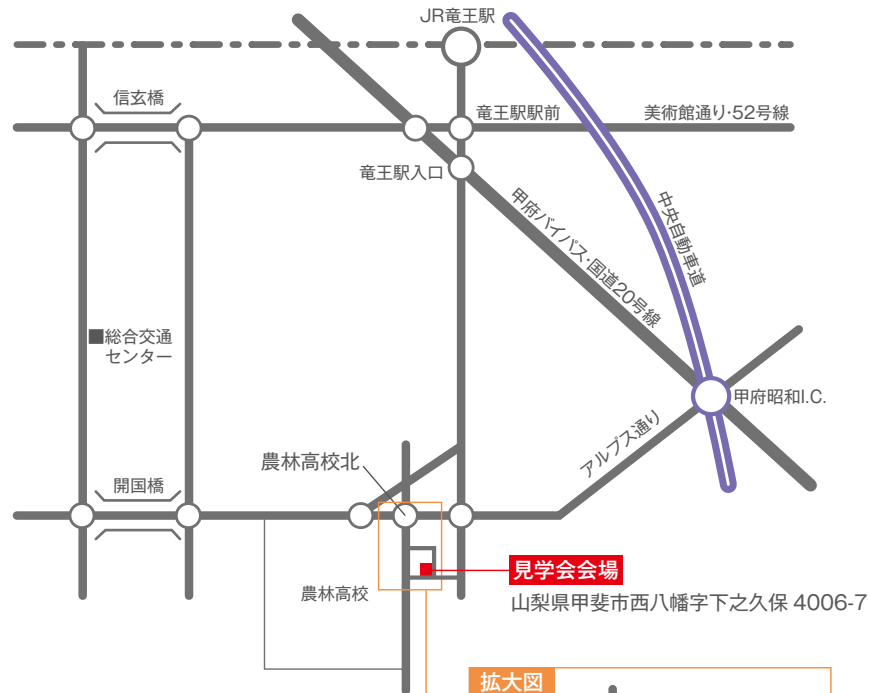 JR竜王駅
信玄橋
竜王駅駅前
美術館通り・52号線
竜王駅入口
中央自動車道
甲府バイパス・国道20号線
■総合交通
センター
甲府昭和I.C.
アルプス通り
農林高校北
開国橋
見学会会場
農林高校
山梨県甲斐市西八幡字下之久保 4006-7
拡大図